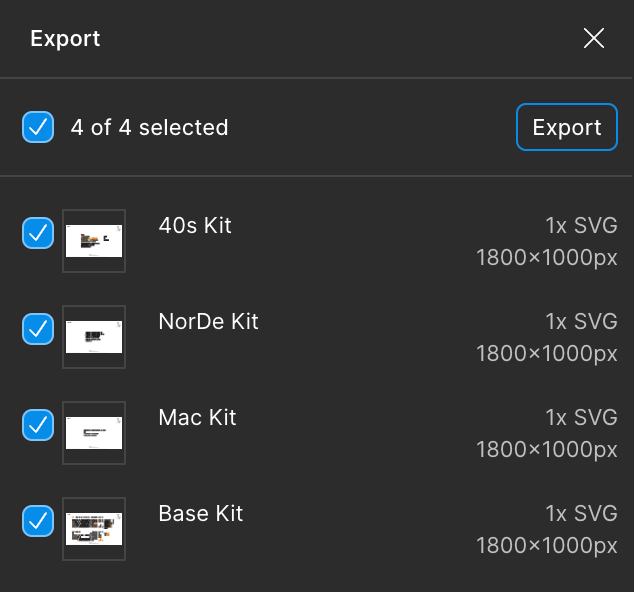 Export
4 of 4 selected
Export
40s Kit
1x SVG
1800×1000px
NorDe Kit
1x SVG
1800×1000px
Mac Kit
1x SVG
1800×1000px
Base Kit
1x SVG
1800×1000px